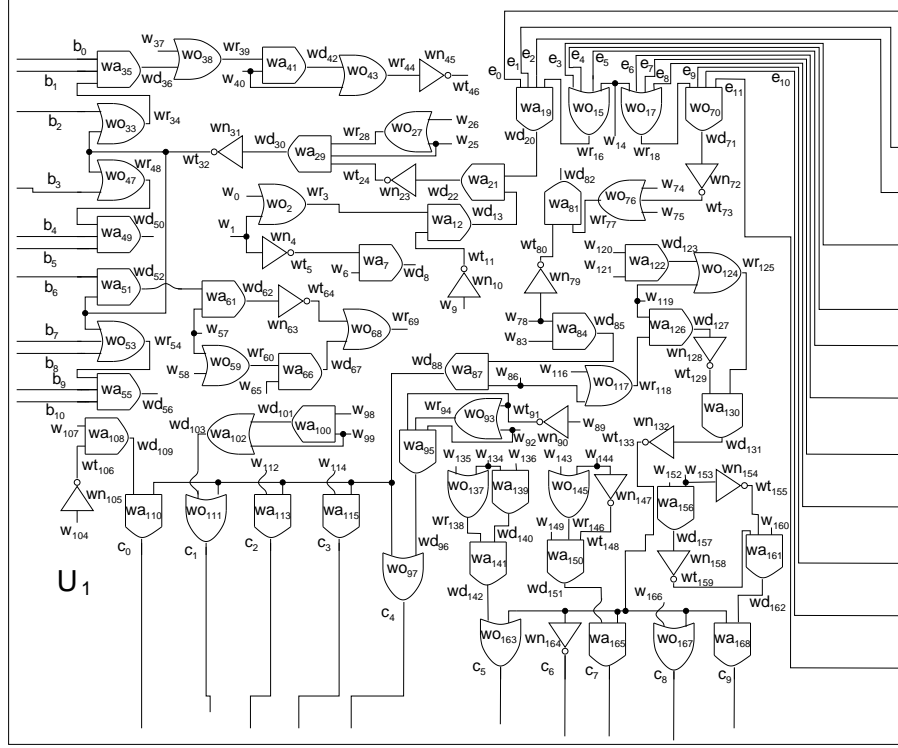 b0 w37 wo38 wr39 wa41 wd42 wo43 wr44 wn45 wt46
b1 wa35 wd36 w40
e0 e1 e2 e3 e4 e5 e6 e7 e8 e9 e10 e11
wa19 wo15 wo17 wo70
wd20 wr16 w14 wr18 wd71
b2 wo33 wr34 wn31 wd30 wt32 wa29 wr28 wo27 w26 w25
b3 wo47 wr48 wt24 wn23 wd22 wa21
wd82 wa81 wo76 w74 w75 wr77 wn72 wt73
w0 wo2 wr3 wa12 wd13
b4 wa49 wd50 w1 wn4 wt5 w6 wa7 wd8 wt11 wn10 w9
wt80 wn79 w120 w121 wa122 wd123 wo124 wr125
b5
b6 wa51 wd52 wa61 wd62 wn63 wt64 wo68 wr69
w78 w83 wa84 wd85 w119 wa126 wd127 wn128 wt129
b7 wo53 wr54 w57 w58 wo59 wr60 w65 wa66 wd67
b8 wd88 wa87 w86 w116 wo117 wr118
b9 wa55 wd56 wa130 wd131
b10 w107 wa108 wd109 wd103 wa102 wd101 wa100 w98 w99
wr94 wo93 wt91 wn90 w89 w92 wa95 wn132 wt133
wt106 wn105 w104
w112 w114 w135 w134 w136 wo137 wa139 w143 w144 wo145 wn147
w152 w153 wn154 wt155 wa156
wa110 wo111 wa113 wa115 wr138 wd140 w149 wr146 wt148 wd157 w160
c0 c1 c2 c3 wd96 wo97 wa141 wa150 wn158 wt159 wa161
U1 c4 wd142 wd151 w166 wd162
wo163 wn164 wa165 wo167 wa168
c5 c6 c7 c8 c9